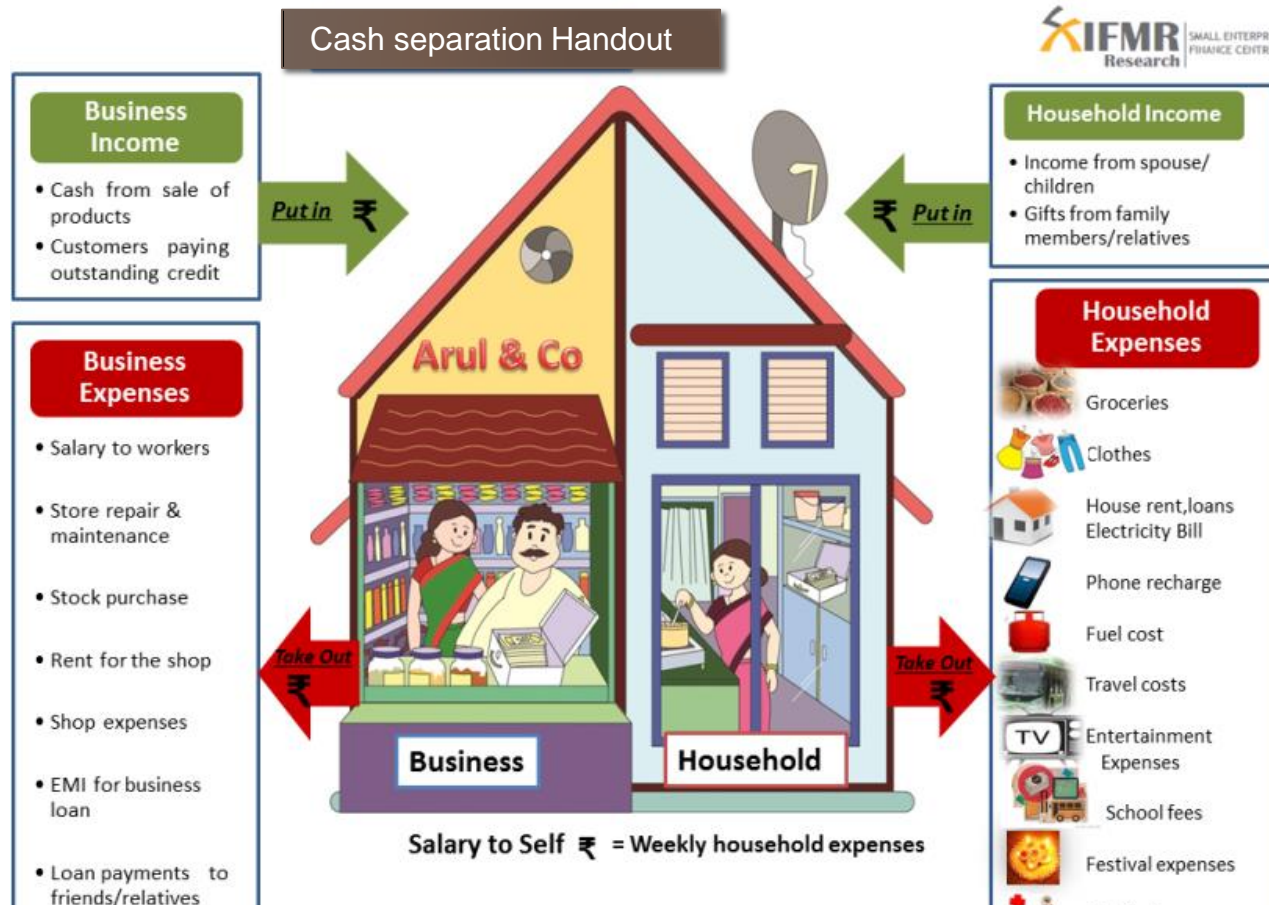 Cash separation Handout
IFMR
Research
SMALL ENTERPR
FINANCE CENTR
Business
Income
• Cash from sale of
products
• Customers paying
outstanding credit
Put in ₹
₹ Put in
Household Income
• Income from spouse/
children
• Gifts from family
members/relatives
Arul & Co
Business
Expenses
• Salary to workers
• Store repair &
maintenance
• Stock purchase
• Rent for the shop
• Shop expenses
• EMI for business
loan
• Loan payments to
friends/relatives
Take Out
₹
Business
Household
Take Out
₹
Salary to Self ₹ = Weekly household expenses
Household
Expenses
Groceries
Clothes
House rent,loans
Electricity Bill
Phone recharge
Fuel cost
Travel costs
TV
Entertainment
Expenses
School fees
Festival expenses